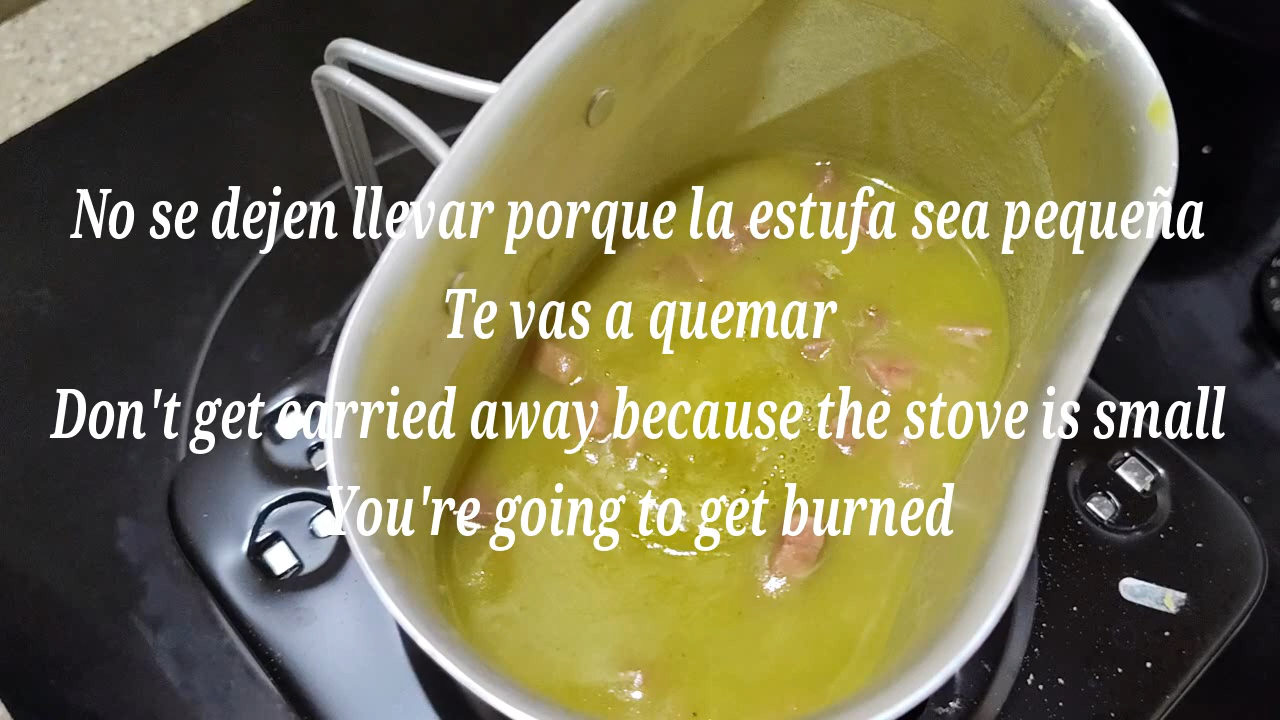 No se dejen llevar porque la estufa sea pequeña
Te vas a quemar
Don't get carried away because the stove is small
You're going to get burned